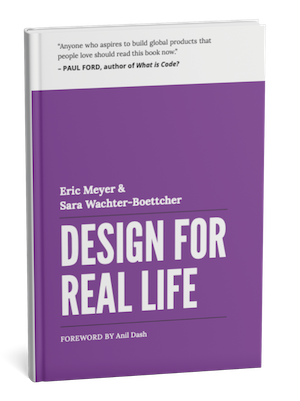 “Anyone who aspires to build global products that
people love should read this book now.”
– PAUL FORD, author of What is Code?
Eric Meyer &
Sara Wachter-Boettcher
DESIGN FOR
REAL LIFE
FOREWORD BY Anil Dash